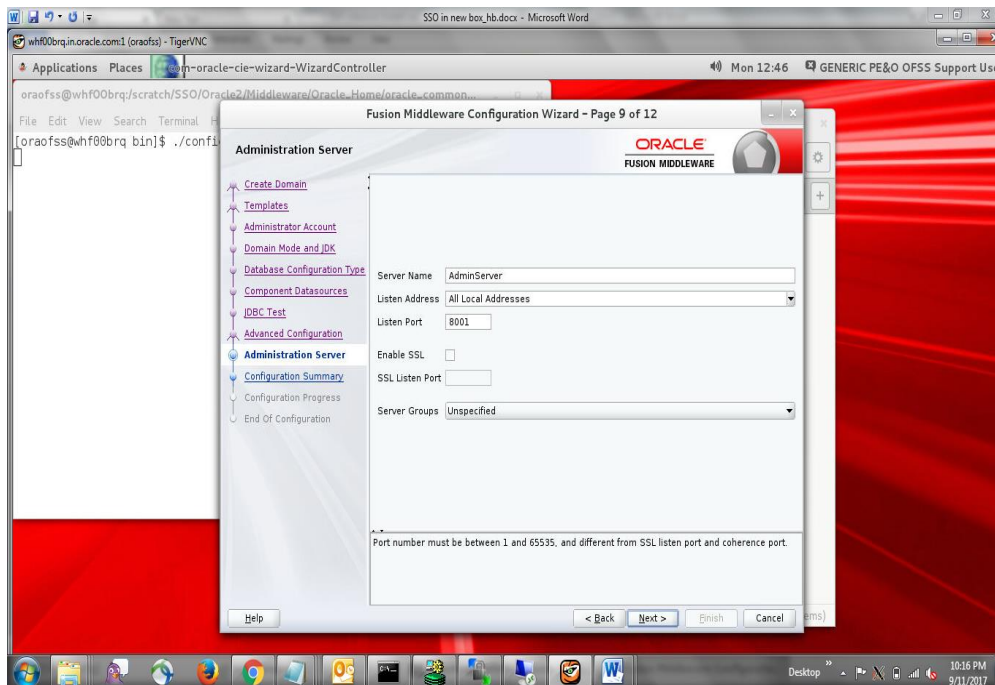 SSO in new box_hb.docx - Microsoft Word
whf00brq.in.oracle.com:1 (oraofss) - TigerVNC
Applications Places com-oracle-cie-wizard-WizardController Mon 12:46 GENERIC PE&O OFSS Support Use
oraofss@whf00brq:/scratch/SSO/Oracle2/Middleware/Oracle_Home/oracle_common...
File Edit View Search Terminal H
[oraofss@whf00brq bin]$ ./confi
Fusion Middleware Configuration Wizard - Page 9 of 12
Administration Server
ORACLE
FUSION MIDDLEWARE
Create Domain
Templates
Administrator Account
Domain Mode and JDK
Database Configuration Type
Component Datasources
JDBC Test
Advanced Configuration
Administration Server
Configuration Summary
Configuration Progress
End Of Configuration
Server Name AdminServer
Listen Address All Local Addresses
Listen Port 8001
Enable SSL
SSL Listen Port
Server Groups Unspecified
Port number must be between 1 and 65535, and different from SSL listen port and coherence port.
Help < Back Next > Finish Cancel
ems)
Desktop 10:16 PM
9/11/2017